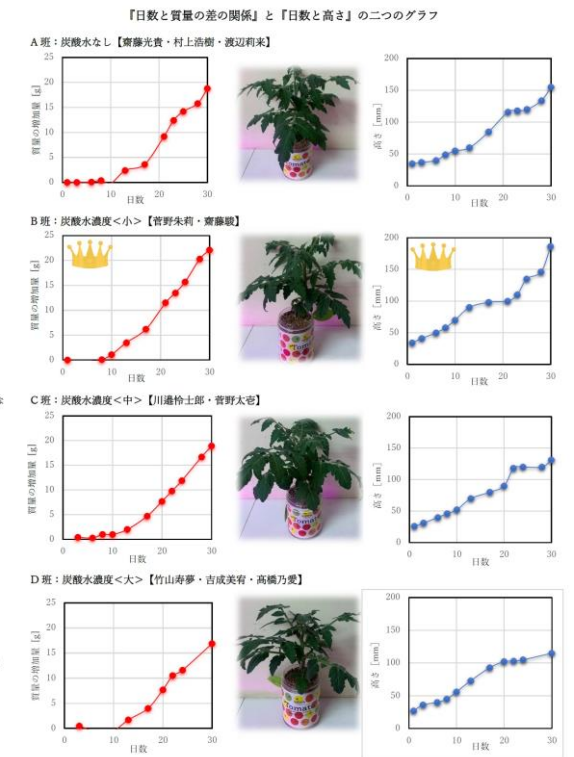 『日数と質量の差の関係』と『日数と高さ』の二つのグラフ
A 班：炭酸水なし【齋藤光貴・村上浩樹・渡辺莉来】
質量の増加量 [g]
25
20
15
10
5
0
0 10 20 30
日数
高さ [mm]
200
150
100
50
0
0 10 20 30
日数
B 班：炭酸水濃度＜小＞【菅野朱莉・齋藤駿】
質量の増加量 [g]
25
20
15
10
5
0
0 10 20 30
日数
Tomato
高さ [mm]
200
150
100
50
0
0 10 20 30
日数
C 班：炭酸水濃度＜中＞【川邉怜士郎・菅野太壱】
質量の増加量 [g]
25
20
15
10
5
0
0 10 20 30
日数
Tomato
高さ [mm]
200
150
100
50
0
0 10 20 30
日数
D 班：炭酸水濃度＜大＞【竹山寿夢・吉成美宥・髙橋乃愛】
質量の増加量 [g]
25
20
15
10
5
0
0 10 20 30
日数
Tomato
高さ [mm]
200
150
100
50
0
0 10 20 30
日数